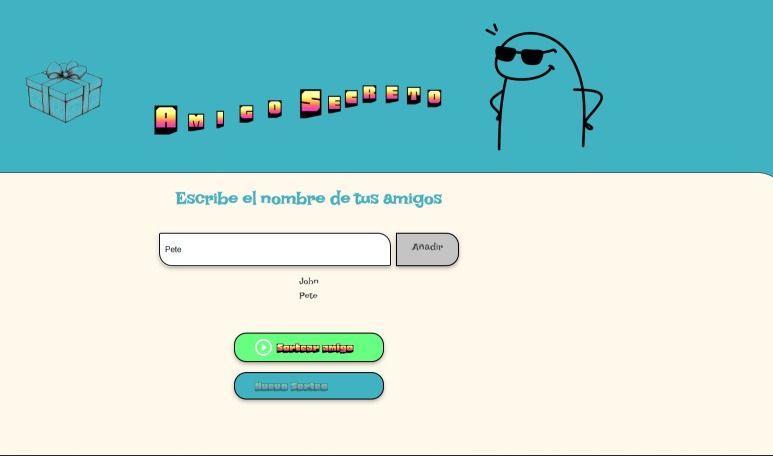 Amigo Secreto
Escribe el nombre de tus amigos
Pete
Añadir
John
Pete
Sortear amigo
Nuevo Sorteo